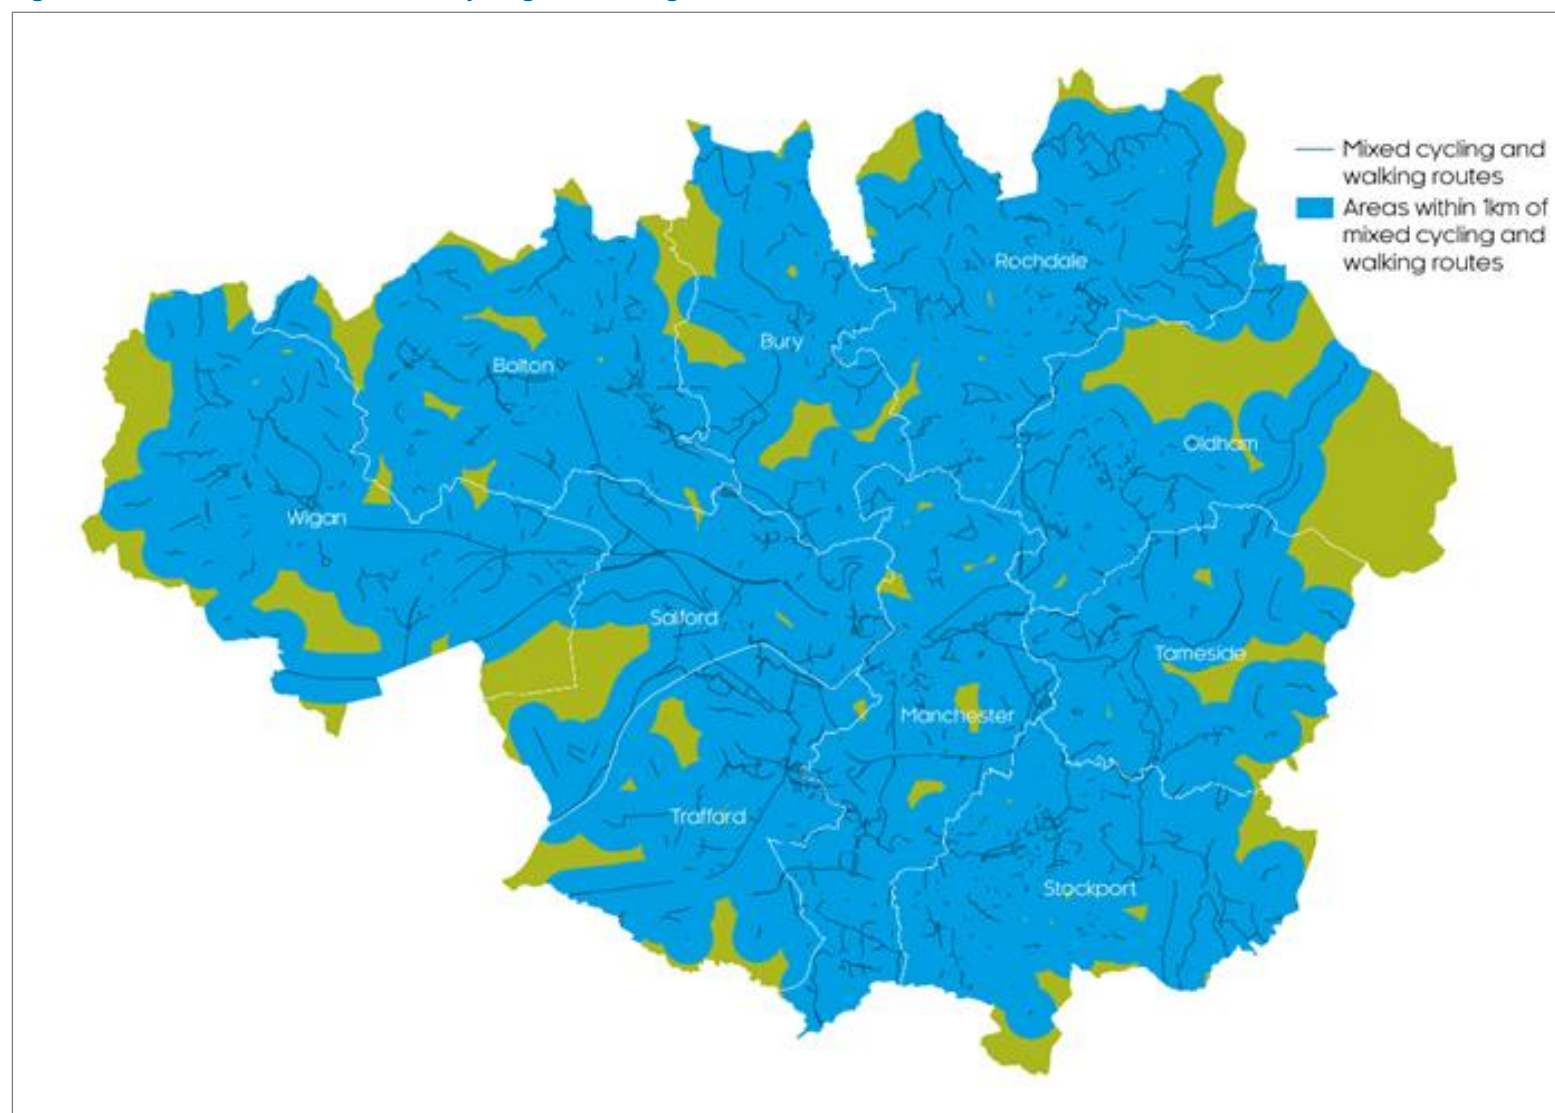 Mixed cycling and
walking routes
Areas within 1km of
mixed cycling and
walking routes
Rochdale
Bury
Bolton
Oldham
Wigan
Salford
Tameside
Manchester
Trafford
Stockport